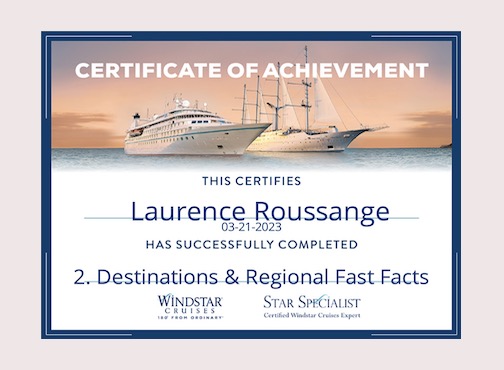 CERTIFICATE OF ACHIEVEMENT
THIS CERTIFIES
Laurence Roussange
03-21-2023
HAS SUCCESSFULLY COMPLETED
2. Destinations & Regional Fast Facts
WINDSTAR
CRUISES
180° FROM ORDINARY
STAR SPECIALIST
Certified Windstar Cruises Expert